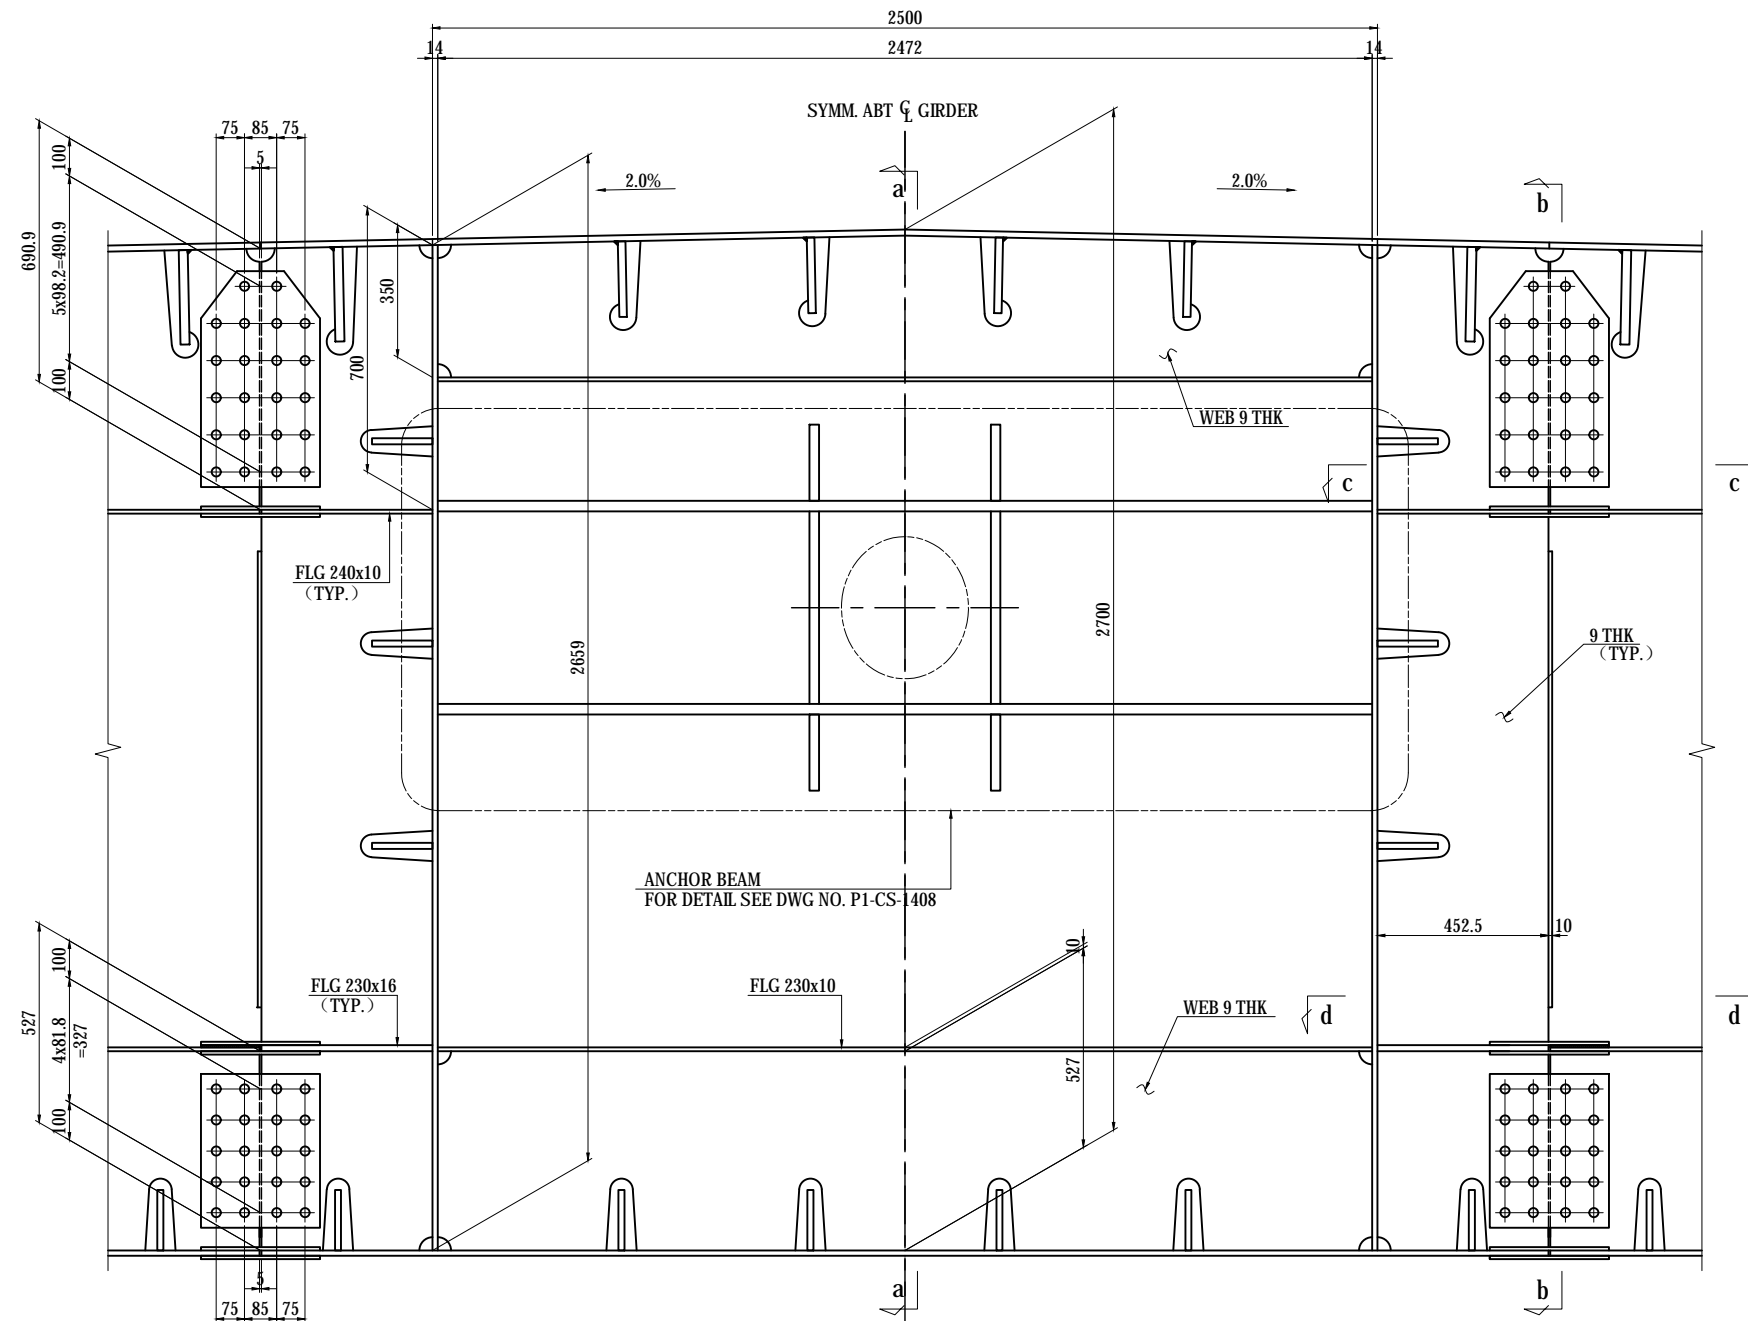 2500
14
2472
14
SYMM. ABT ℄ GIRDER
75
85
75
5
100
690.9
5x98.2=490.9
100
2.0%
a
2.0%
b
350
700
WEB 9 THK
c
c
FLG 240x10
（TYP.）
2659
2700
9 THK
（TYP.）
ANCHOR BEAM
FOR DETAIL SEE DWG NO. P1-CS-1408
452.5
10
100
527
4x81.8
=327
100
FLG 230x16
（TYP.）
FLG 230x10
10
527
WEB 9 THK
d
d
5
75
85
75
a
b